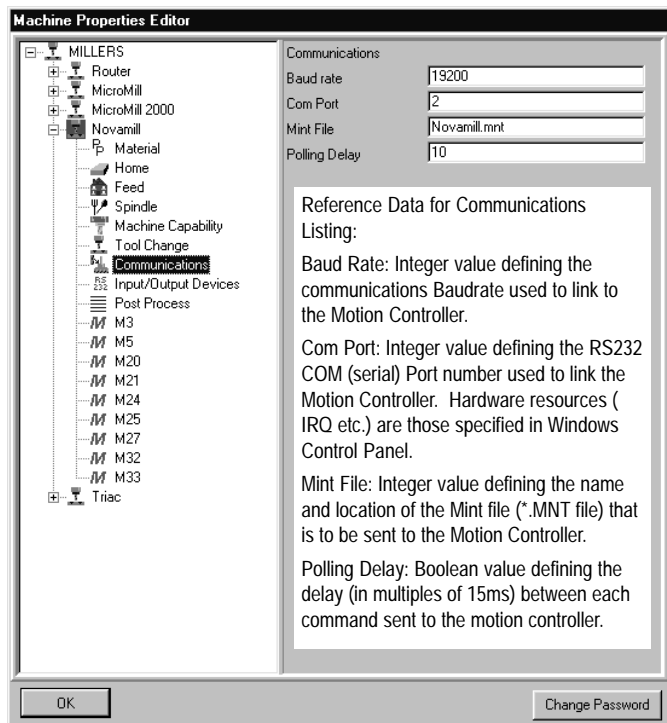 Machine Properties Editor
MILLERS
Router
MicroMill
MicroMill 2000
Novamill
Material
Home
Feed
Spindle
Machine Capability
Tool Change
Communications
RS 232 Input/Output Devices
Post Process
M3
M5
M20
M21
M24
M25
M27
M32
M33
Triac
Communications
Baud rate 19200
Com Port 2
Mint File Novamill.mnt
Polling Delay 10
Reference Data for Communications
Listing:
Baud Rate: Integer value defining the
communications Baudrate used to link to
the Motion Controller.
Com Port: Integer value defining the RS232
COM (serial) Port number used to link the
Motion Controller. Hardware resources (
IRQ etc.) are those specified in Windows
Control Panel.
Mint File: Integer value defining the name
and location of the Mint file (*.MNT file) that
is to be sent to the Motion Controller.
Polling Delay: Boolean value defining the
delay (in multiples of 15ms) between each
command sent to the motion controller.
OK
Change Password